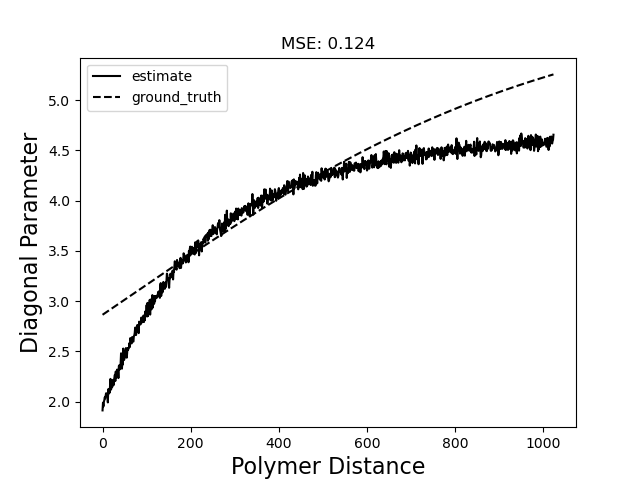 MSE: 0.124
estimate
ground_truth
5.0
4.5
4.0
3.5
3.0
2.5
2.0
Diagonal Parameter
0 200 400 600 800 1000
Polymer Distance